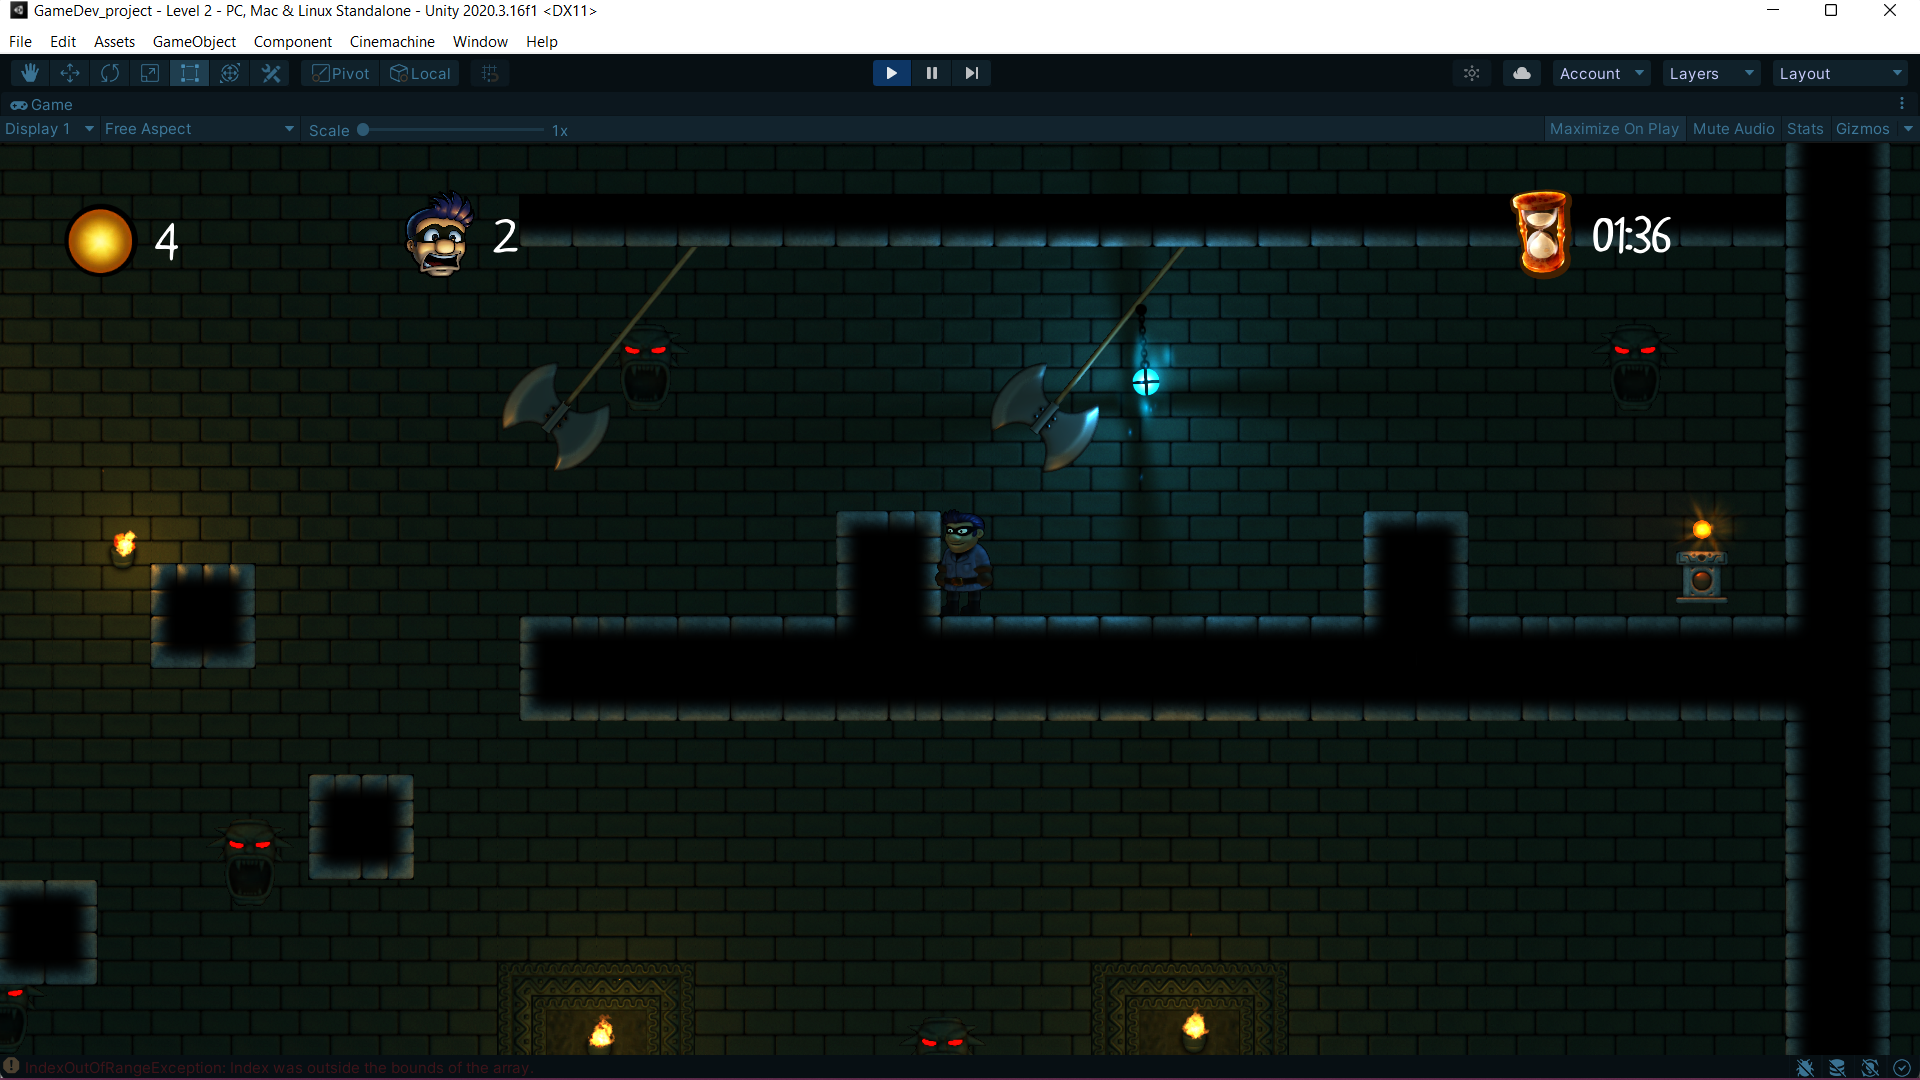 GameDev_project - Level 2 - PC, Mac & Linux Standalone - Unity 2020.3.16f1 <DX11>
File Edit Assets GameObject Component Cinemachine Window Help
Pivot Local Account Layers Layout
Game
Display 1 Free Aspect Scale 1x Maximize On Play Mute Audio Stats Gizmos
4 2 01:36
IndexOutOfRangeException: Index was outside the bounds of the array.